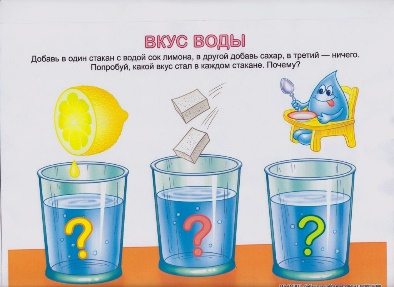 ВКУС ВОДЫ
Добавь в один стакан с водой сок лимона, в другой добавь сахар, в третий — ничего.
Попробуй, какой вкус стал в каждом стакане. Почему?
?
?
?